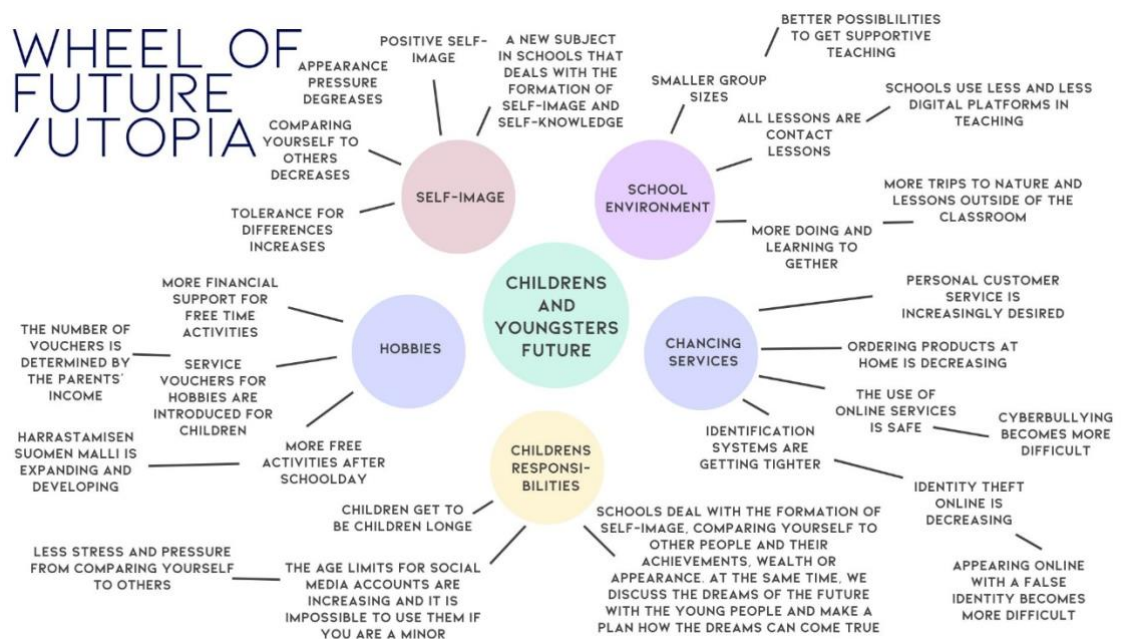 WHEEL OF
FUTURE
/UTOPIA
POSITIVE SELF-
IMAGE
A NEW SUBJECT
IN SCHOOLS THAT
DEALS WITH THE
FORMATION OF
SELF-IMAGE AND
SELF-KNOWLEDGE
APPEARANCE
PRESSURE
DEGREASES
COMPARING
YOURSELF TO
OTHERS
DECREASES
TOLERANCE FOR
DIFFERENCES
INCREASES
SELF-IMAGE
BETTER POSSIBLILITIES
TO GET SUPPORTIVE
TEACHING
SMALLER GROUP
SIZES
ALL LESSONS ARE
CONTACT
LESSONS
SCHOOLS USE LESS AND LESS
DIGITAL PLATFORMS IN
TEACHING
SCHOOL
ENVIRONMENT
MORE DOING AND
LEARNING TO
GETHER
MORE TRIPS TO NATURE AND
LESSONS OUTSIDE OF THE
CLASSROOM
CHILDRENS
AND
YOUNGSTERS
FUTURE
MORE FINANCIAL
SUPPORT FOR
FREE TIME
ACTIVITIES
HOBBIES
THE NUMBER OF
VOUCHERS IS
DETERMINED BY
THE PARENTS'
INCOME
SERVICE
VOUCHERS FOR
HOBBIES ARE
INTRODUCED FOR
CHILDREN
HARRASTAMISEN
SUOMEN MALLI IS
EXPANDING AND
DEVELOPING
MORE FREE
ACTIVITIES AFTER
SCHOOLDAY
CHANCING
SERVICES
PERSONAL CUSTOMER
SERVICE IS
INCREASINGLY DESIRED
ORDERING PRODUCTS AT
HOME IS DECREASING
THE USE OF
ONLINE SERVICES
IS SAFE
CYBERBULLYING
BECOMES MORE
DIFFICULT
IDENTIFICATION
SYSTEMS ARE
GETTING TIGHTER
IDENTITY THEFT
ONLINE IS
DECREASING
APPEARING ONLINE
WITH A FALSE
IDENTITY BECOMES
MORE DIFFICULT
CHILDRENS
RESPONSI-
BILITIES
CHILDREN GET TO
BE CHILDREN LONGE
LESS STRESS AND PRESSURE
FROM COMPARING YOURSELF
TO OTHERS
THE AGE LIMITS FOR SOCIAL
MEDIA ACCOUNTS ARE
INCREASING AND IT IS
IMPOSSIBLE TO USE THEM IF
YOU ARE A MINOR
SCHOOLS DEAL WITH THE FORMATION OF
SELF-IMAGE, COMPARING YOURSELF TO
OTHER PEOPLE AND THEIR
ACHIEVEMENTS, WEALTH OR
APPEARANCE. AT THE SAME TIME, WE
DISCUSS THE DREAMS OF THE FUTURE
WITH THE YOUNG PEOPLE AND MAKE A
PLAN HOW THE DREAMS CAN COME TRUE